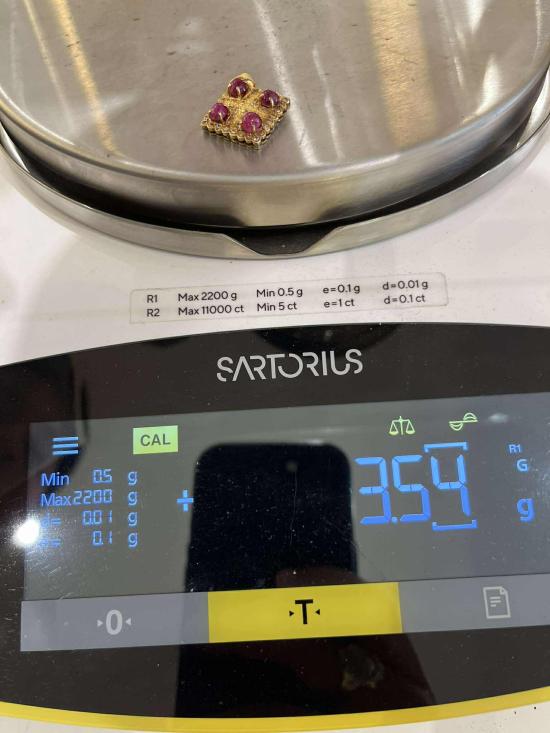 R1 Max 2200 g Min 0.5 g e=0.1 g d=0.01 g
R2 Max 11000 ct Min 5 ct e=1 ct d=0.1 ct
SARTORIUS
CAL
Min 0.5 g
Max 2200 g
d= 0.01 g
0.1 g
+ 3.54 g
R1
G
0
T